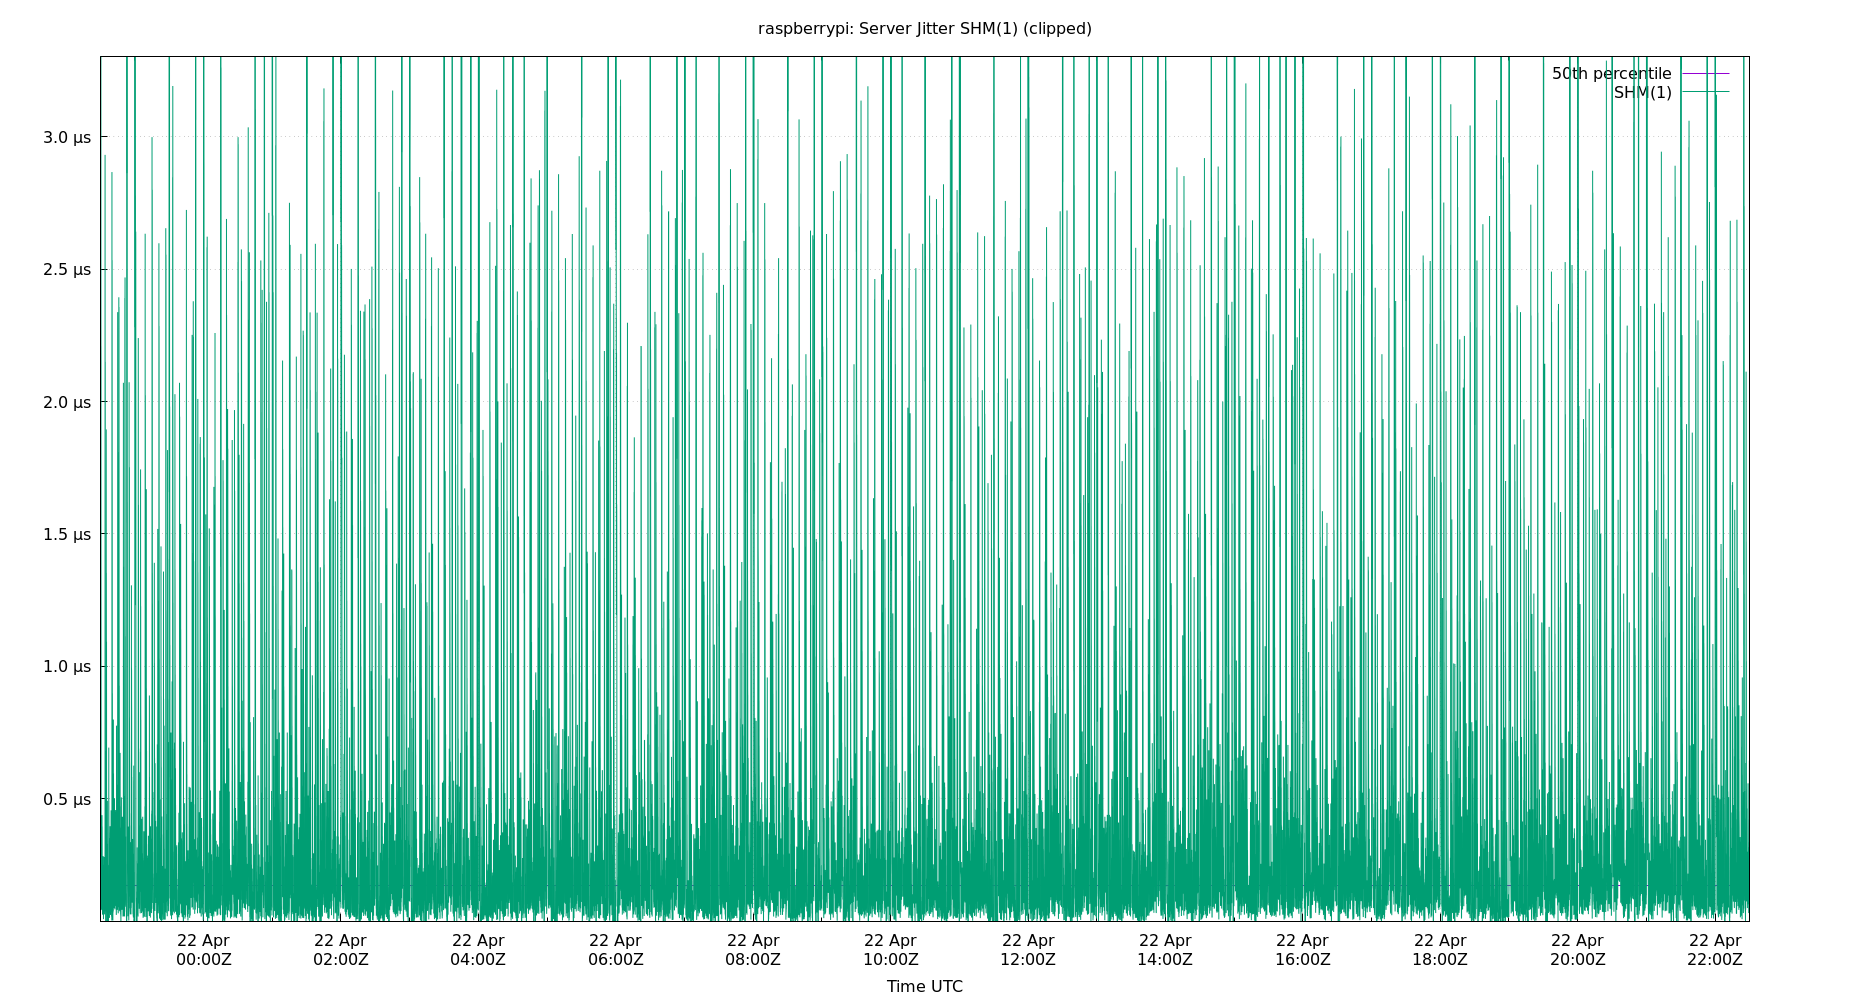 raspberrypi: Server Jitter SHM(1) (clipped)
50th percentile
SHM(1)
3.0 µs
2.5 µs
2.0 µs
1.5 µs
1.0 µs
0.5 µs
22 Apr 22 Apr 22 Apr 22 Apr 22 Apr 22 Apr 22 Apr 22 Apr 22 Apr 22 Apr 22 Apr 22 Apr
00:00Z 02:00Z 04:00Z 06:00Z 08:00Z 10:00Z 12:00Z 14:00Z 16:00Z 18:00Z 20:00Z 22:00Z
Time UTC